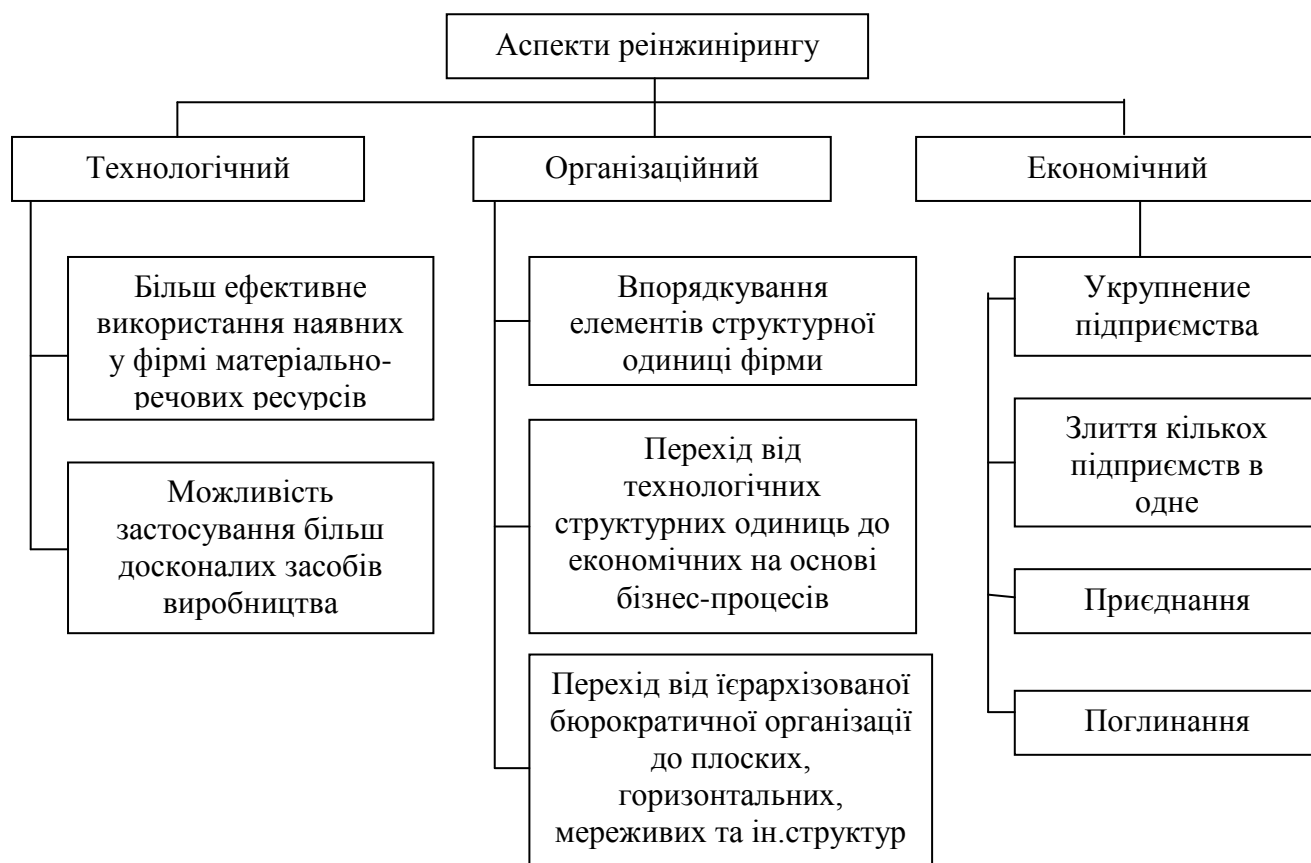 Аспекти реінжинірингу
Технологічний
Організаційний
Економічний
Більш ефективне
використання наявних
у фірмі матеріально-
речових ресурсів
Можливість
застосування більш
досконалих засобів
виробництва
Впорядкування
елементів структурної
одиниці фірми
Перехід від
технологічних
структурних одиниць до
економічних на основі
бізнес-процесів
Перехід від їєрархізованої
бюрократичної організації
до плоских,
горизонтальних,
мереживих та ін.структур
Укрупнение
підприємства
Злиття кількох
підприємств в
одне
Приєднання
Поглинання